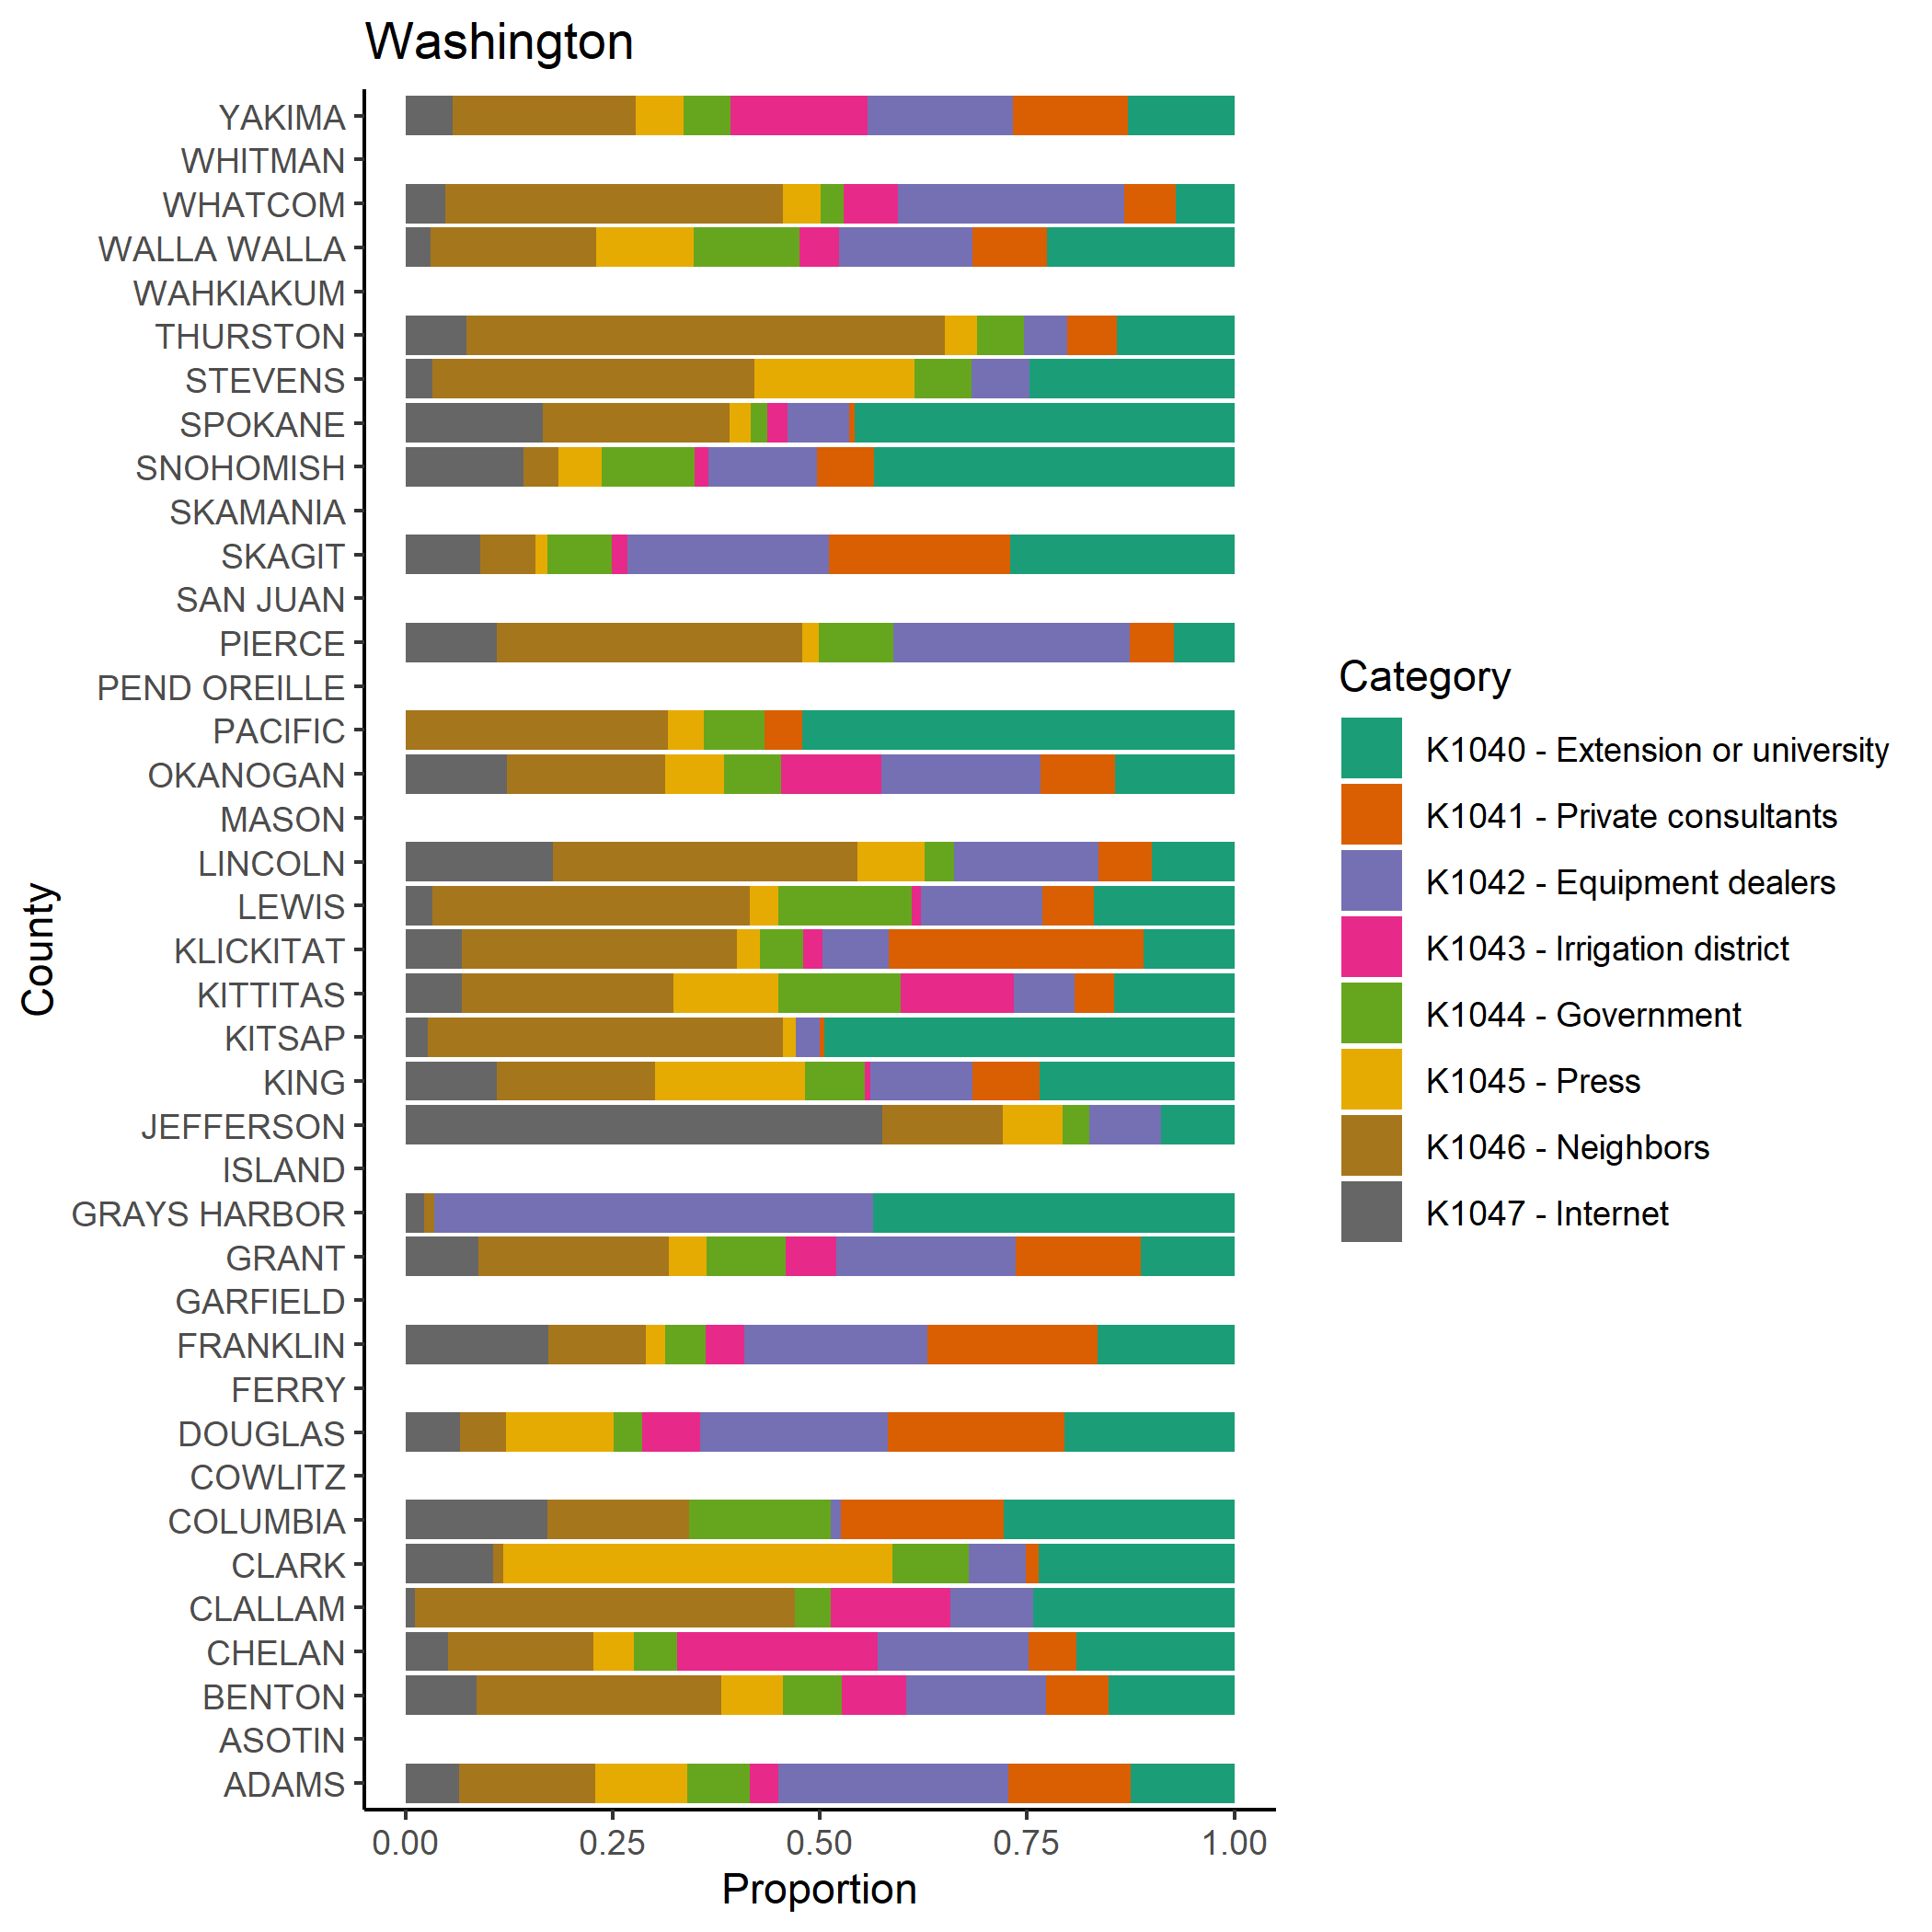 Washington
YAKIMA
WHITMAN
WHATCOM
WALLA WALLA
WAHKIAKUM
THURSTON
STEVENS
SPOKANE
SNOHOMISH
SKAMANIA
SKAGIT
SAN JUAN
PIERCE
PEND OREILLE
PACIFIC
OKANOGAN
MASON
LINCOLN
LEWIS
KLICKITAT
KITTITAS
KITSAP
KING
JEFFERSON
ISLAND
GRAYS HARBOR
GRANT
GARFIELD
FRANKLIN
FERRY
DOUGLAS
COWLITZ
COLUMBIA
CLARK
CLALLAM
CHELAN
BENTON
ASOTIN
ADAMS
County
0.00 0.25 0.50 0.75 1.00
Proportion
Category
K1040 - Extension or university
K1041 - Private consultants
K1042 - Equipment dealers
K1043 - Irrigation district
K1044 - Government
K1045 - Press
K1046 - Neighbors
K1047 - Internet